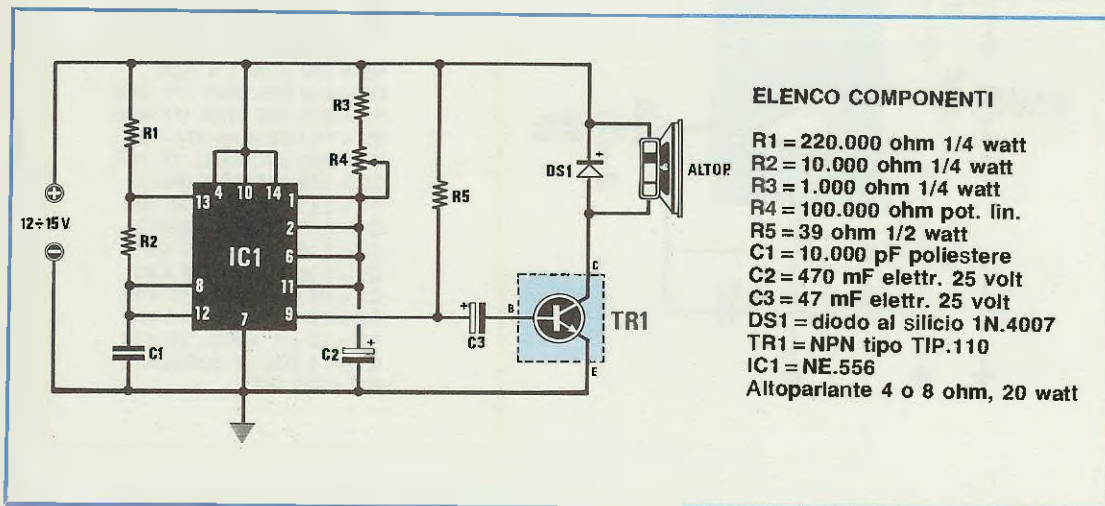 R1
R3
R4
13
4
10
14
1
R5
DS1
+
ALTOP.
12÷15 V.
+
−
R2
IC1
2
6
8
11
12
9
7
C3
+
B
C
E
TR1
C1
C2
+
ELENCO COMPONENTI
R1 = 220.000 ohm 1/4 watt
R2 = 10.000 ohm 1/4 watt
R3 = 1.000 ohm 1/4 watt
R4 = 100.000 ohm pot. lin.
R5 = 39 ohm 1/2 watt
C1 = 10.000 pF poliestere
C2 = 470 mF elettr. 25 volt
C3 = 47 mF elettr. 25 volt
DS1 = diodo al silicio 1N.4007
TR1 = NPN tipo TIP.110
IC1 = NE.556
Altoparlante 4 o 8 ohm, 20 watt